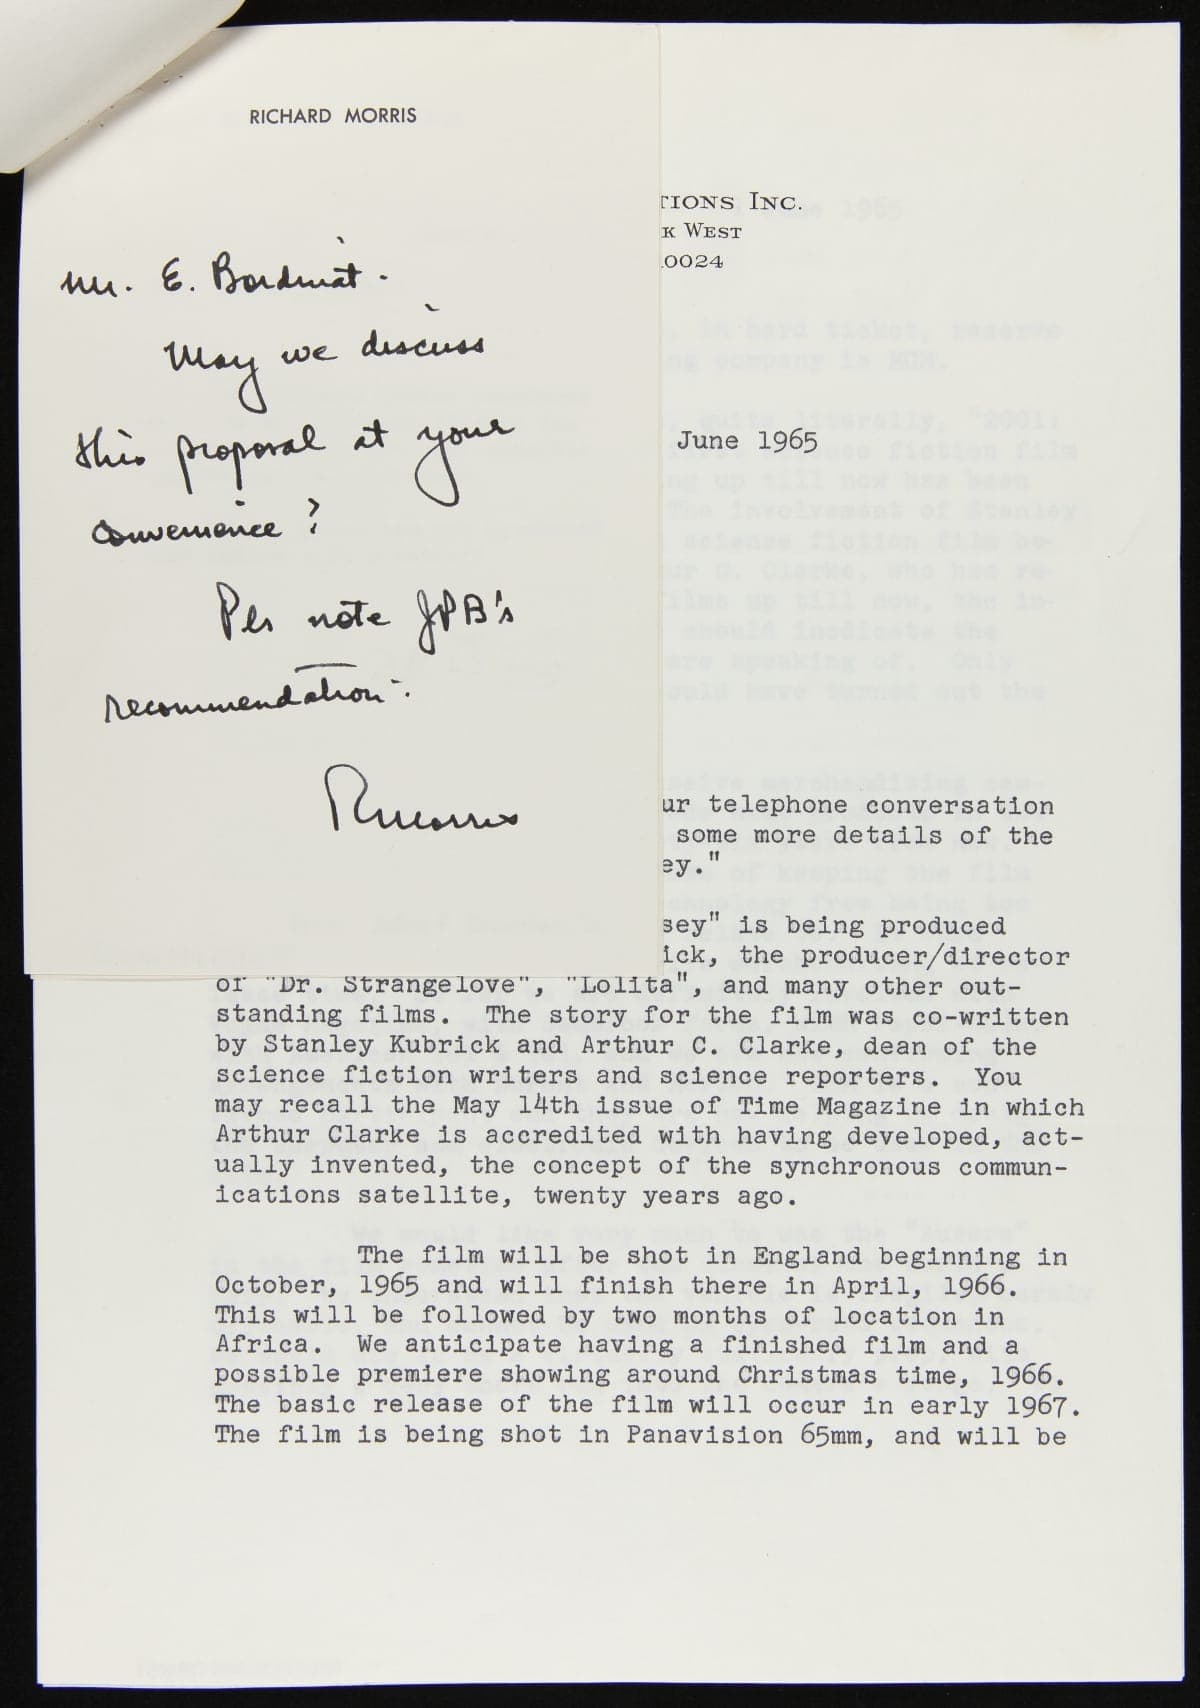 RICHARD MORRIS
Mr. E. Bordinat -
May we discuss
this proposal at your
convenience?
Per note JPB's
recommendation -.
RMorris
TIONS INC.
K WEST
10024
June 1965
ur telephone conversation
some more details of the
ey."
sey" is being produced
ick, the producer/director
of "Dr. Strangelove", "Lolita", and many other out-
standing films. The story for the film was co-written
by Stanley Kubrick and Arthur C. Clarke, dean of the
science fiction writers and science reporters. You
may recall the May 14th issue of Time Magazine in which
Arthur Clarke is accredited with having developed, act-
ually invented, the concept of the synchronous commun-
ications satellite, twenty years ago.
The film will be shot in England beginning in
October, 1965 and will finish there in April, 1966.
This will be followed by two months of location in
Africa. We anticipate having a finished film and a
possible premiere showing around Christmas time, 1966.
The basic release of the film will occur in early 1967.
The film is being shot in Panavision 65mm, and will be